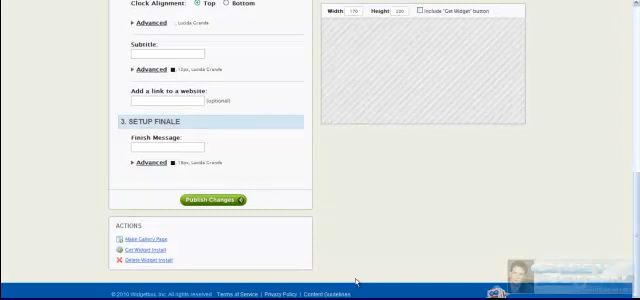 Clock Alignment: Top Bottom
Advanced , Lucida Grande
Subtitle:
Advanced , 12px, Lucida Grande
Add a link to a website:
(optional)
3. SETUP FINALE
Finish Message:
Advanced , 18px, Lucida Grande
Publish Changes
ACTIONS
Make Gallery Page
Get Widget Install
Delete Widget Install
Width 170 Height 200 Include "Get Widget" button
© 2010 Widgetbox, Inc. All rights reserved. Terms of Service | Privacy Policy | Content Guidelines